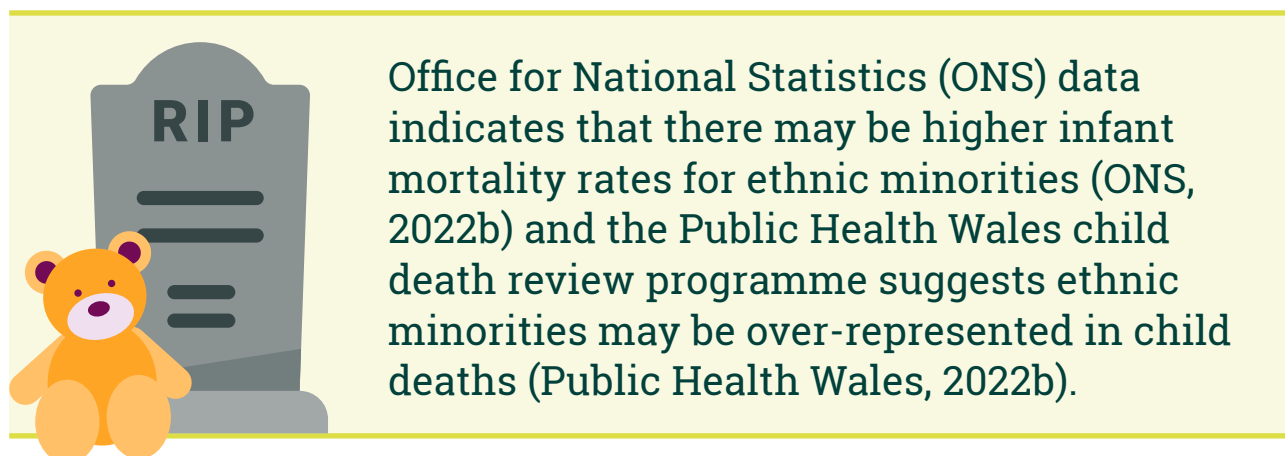 RIP
Office for National Statistics (ONS) data
indicates that there may be higher infant
mortality rates for ethnic minorities (ONS,
2022b) and the Public Health Wales child
death review programme suggests ethnic
minorities may be over-represented in child
deaths (Public Health Wales, 2022b).